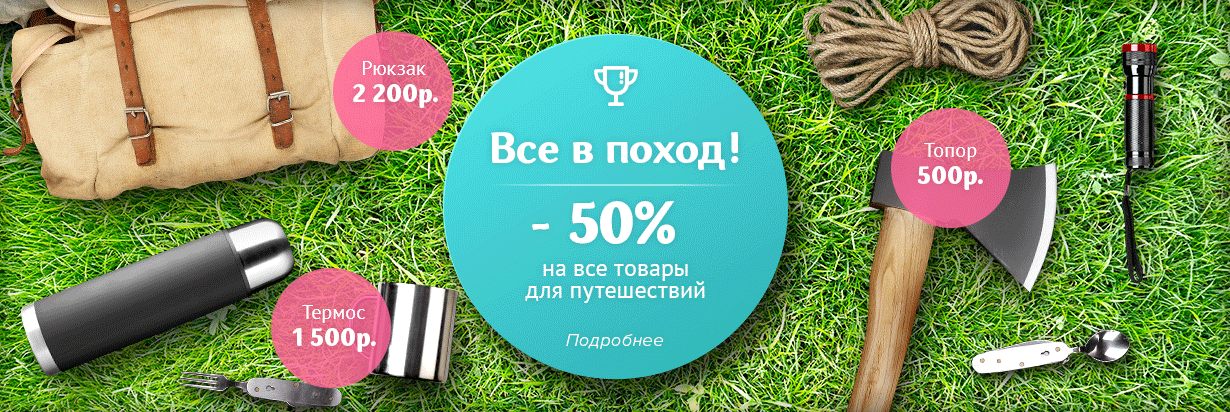 Рюкзак
2 200р.
Все в поход!
- 50%
на все товары
для путешествий
Подробнее
Термос
1 500р.
Топор
500р.